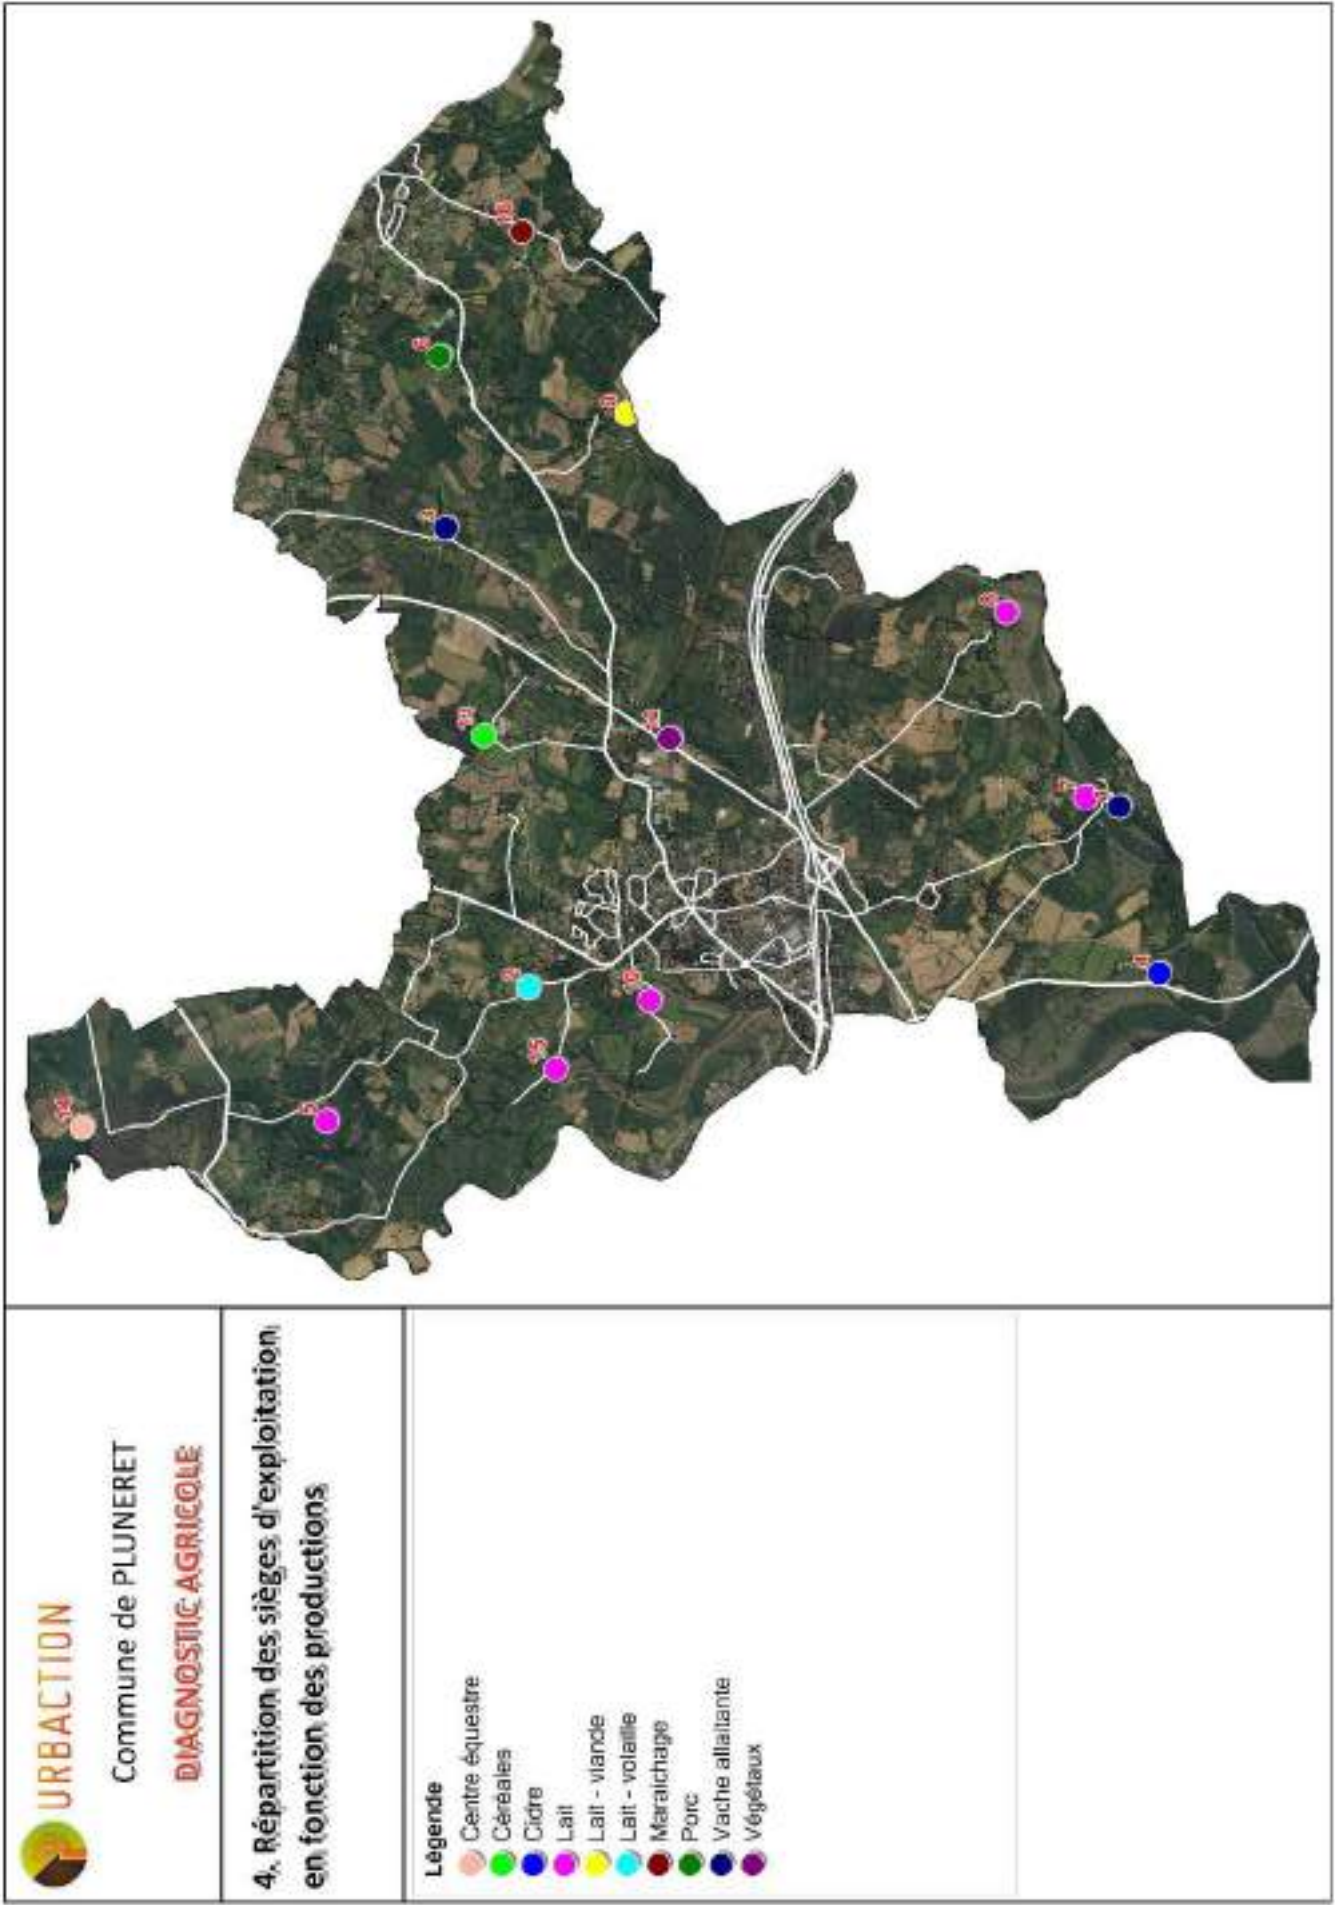 URBACTION
Commune de PLUNERET
DIAGNOSTIC AGRICOLE
4. Répartition des sièges d'exploitation
en fonction des productions
Légende
Centre équestre
Céréales
Cidre
Lait
Lait - viande
Lait - volaille
Maraichage
Porc
Vache allaitante
Végétaux